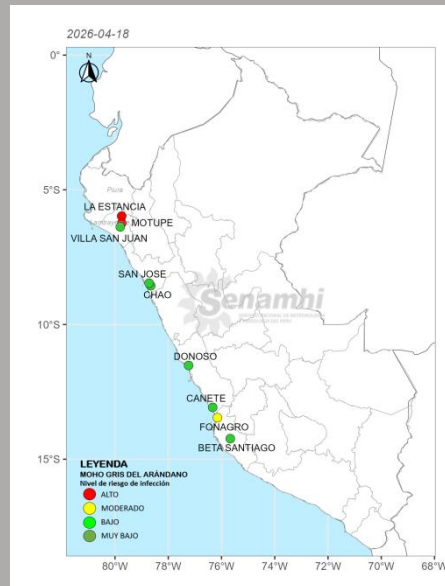 2026-04-18
N
0°
Piura
LA ESTANCIA
5°S
MOTUPE
VILLA SAN JUAN
SAN JOSE
CHAO
Senamhi
10°S
DONOSO
CAÑETE
FONAGRO
BETA SANTIAGO
15°S
LEYENDA
MOHO GRIS DEL ARÁNDANO
Nivel de riesgo de infección
ALTO
MODERADO
BAJO
MUY BAJO
80°W 78°W 76°W 74°W 72°W 70°W 68°W